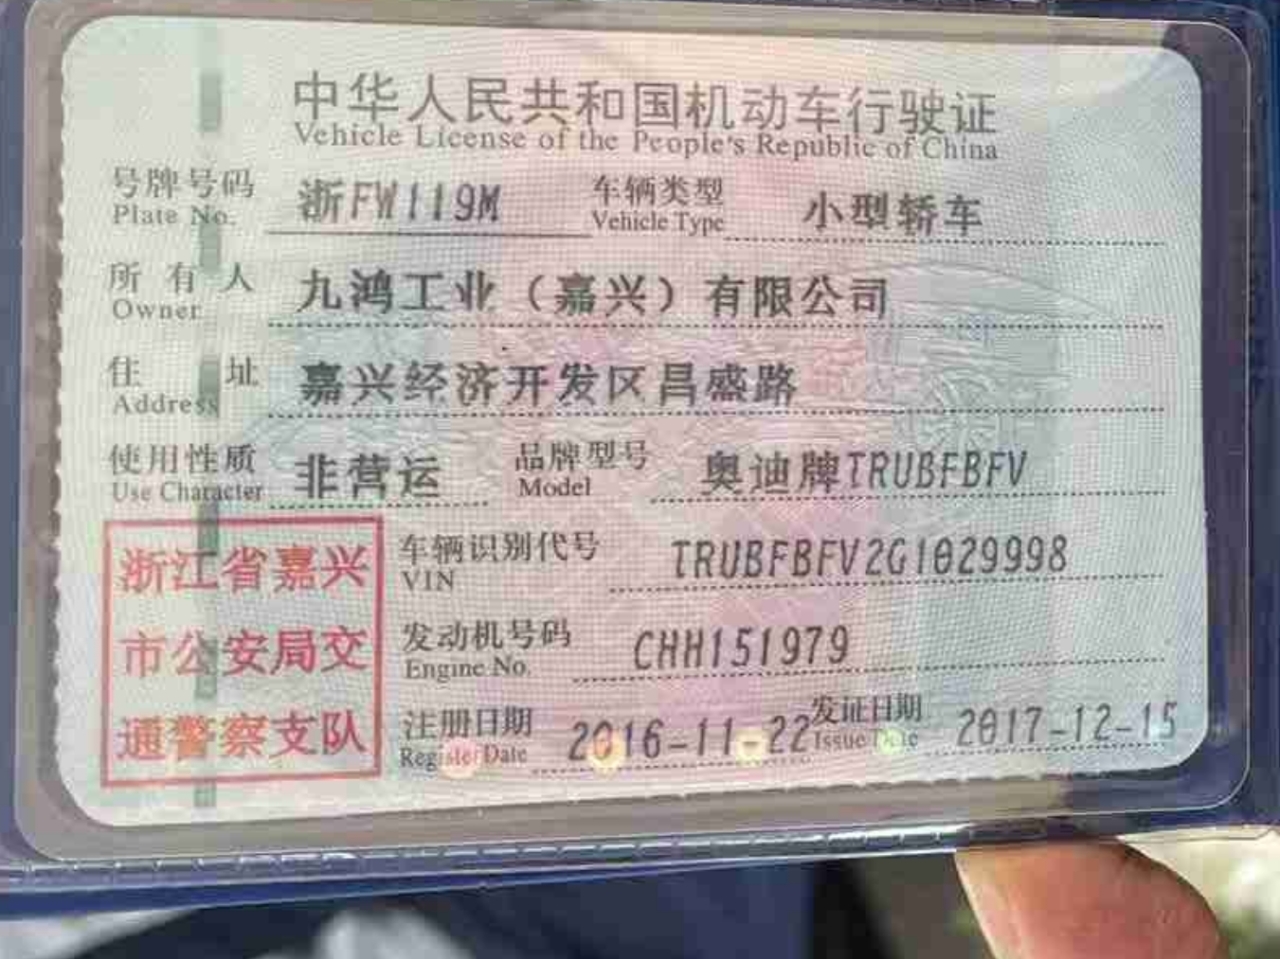 中华人民共和国机动车行驶证
Vehicle License of the People's Republic of China
号牌号码 浙FW119M 车辆类型 小型轿车
Plate No. Vehicle Type
所有人 九鸿工业（嘉兴）有限公司
Owner
住址 嘉兴经济开发区昌盛路
Address
使用性质 非营运 品牌型号 奥迪牌TRUBFBFV
Use Character Model
浙江省嘉兴
市公安局交
通警察支队
车辆识别代号 TRUBFBFV2G1029998
VIN
发动机号码 CHH151979
Engine No.
注册日期 2016-11-22 发证日期 2017-12-15
Register Date Issue Date